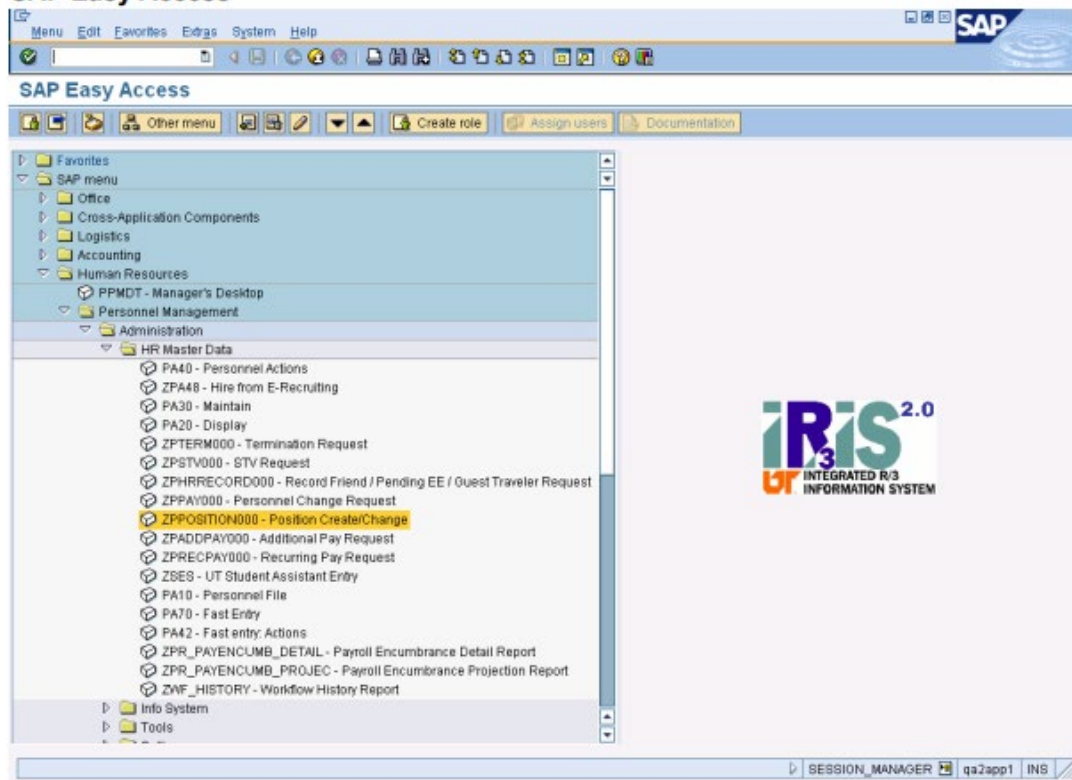 SAP Easy Access
Menu Edit Favorites Extras System Help
SAP
SAP Easy Access
Other menu Create role Assign users Documentation
Favorites
SAP menu
Office
Cross-Application Components
Logistics
Accounting
Human Resources
PPMDT - Manager's Desktop
Personnel Management
Administration
HR Master Data
PA40 - Personnel Actions
ZPA48 - Hire from E-Recruiting
PA30 - Maintain
PA20 - Display
ZPTERM000 - Termination Request
ZPSTV000 - STV Request
ZPHRRECORD000 - Record Friend / Pending EE / Guest Traveler Request
ZPPAY000 - Personnel Change Request
ZPPOSITION000 - Position Create/Change
ZPADDPAY000 - Additional Pay Request
ZPRECPAY000 - Recurring Pay Request
ZSES - UT Student Assistant Entry
PA10 - Personnel File
PA70 - Fast Entry
PA42 - Fast entry: Actions
ZPR_PAYENCUMB_DETAIL - Payroll Encumbrance Detail Report
ZPR_PAYENCUMB_PROJEC - Payroll Encumbrance Projection Report
ZWF_HISTORY - Workflow History Report
Info System
Tools
iRiS 2.0
3
UT INTEGRATED R/3
INFORMATION SYSTEM
SESSION_MANAGER qa2app1 INS